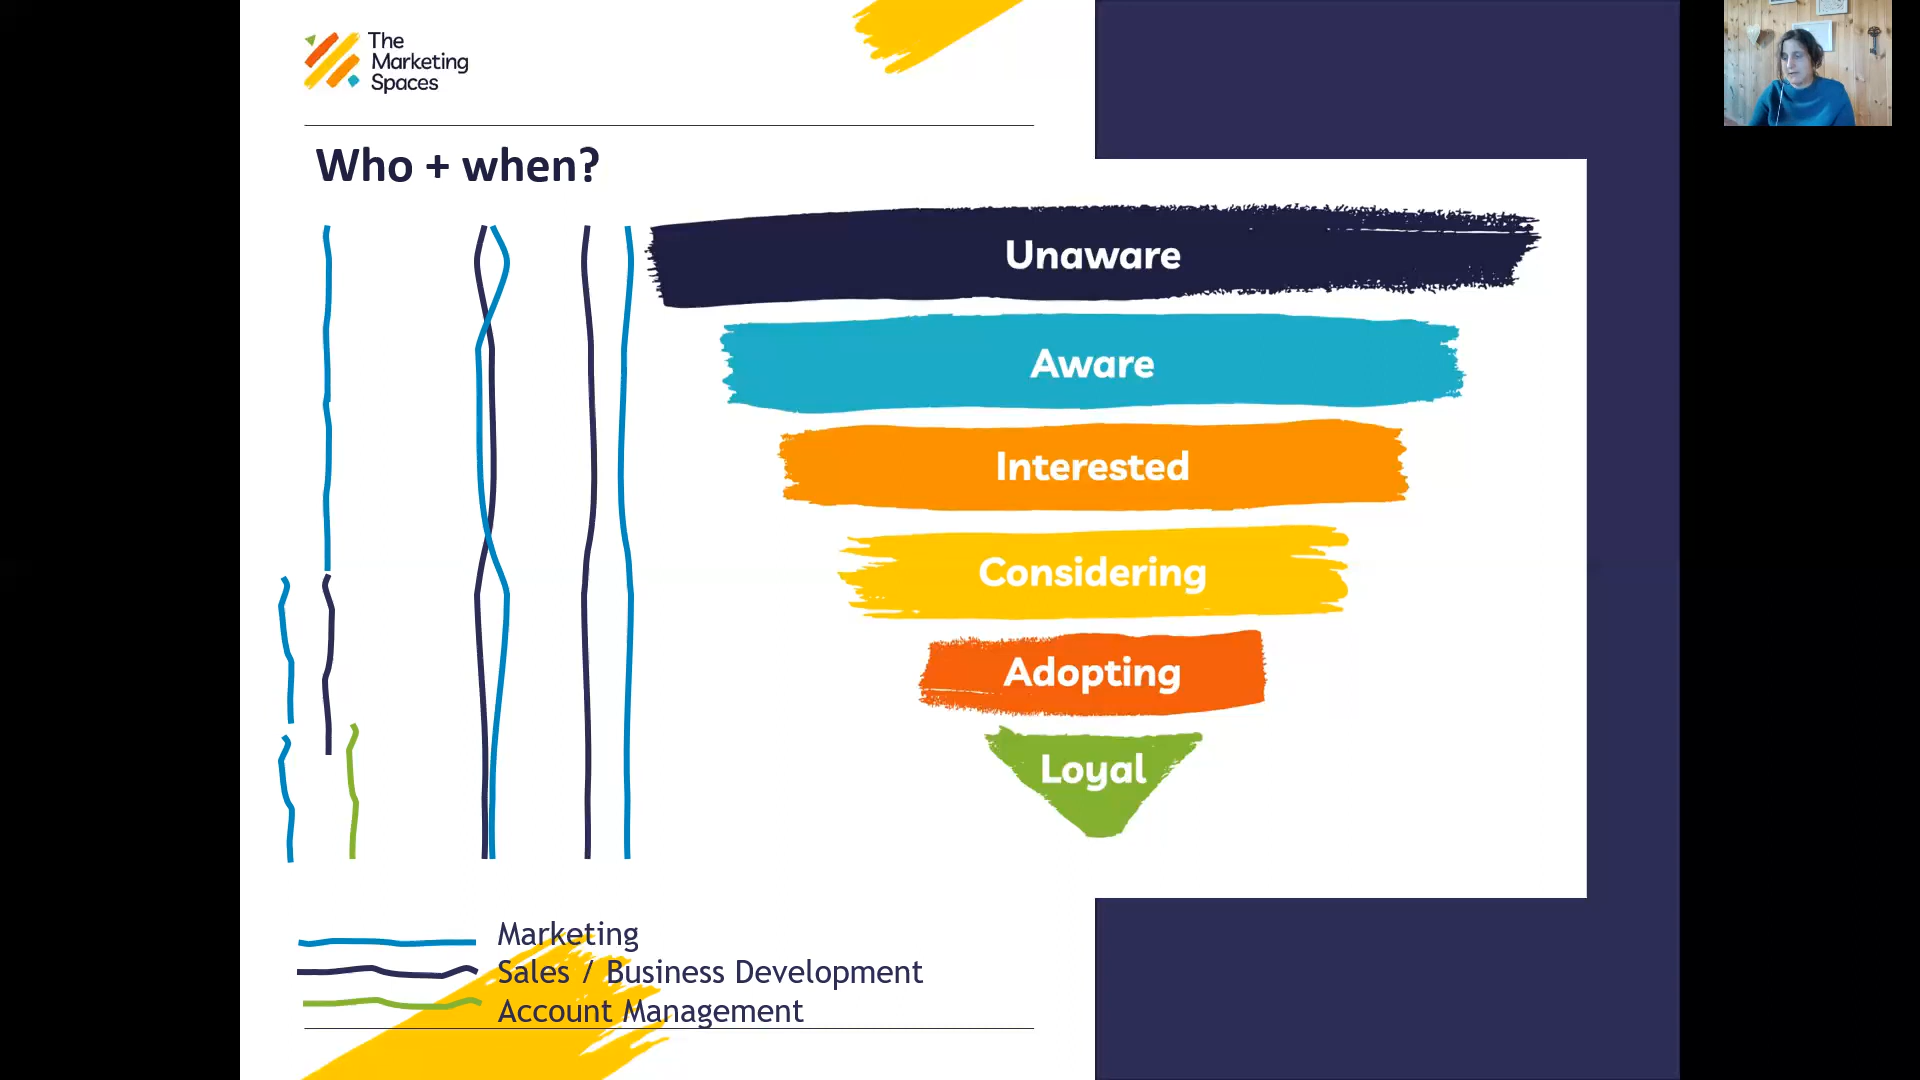 The
Marketing
Spaces
Who + when?
Unaware
Aware
Interested
Considering
Adopting
Loyal
Marketing
Sales / Business Development
Account Management